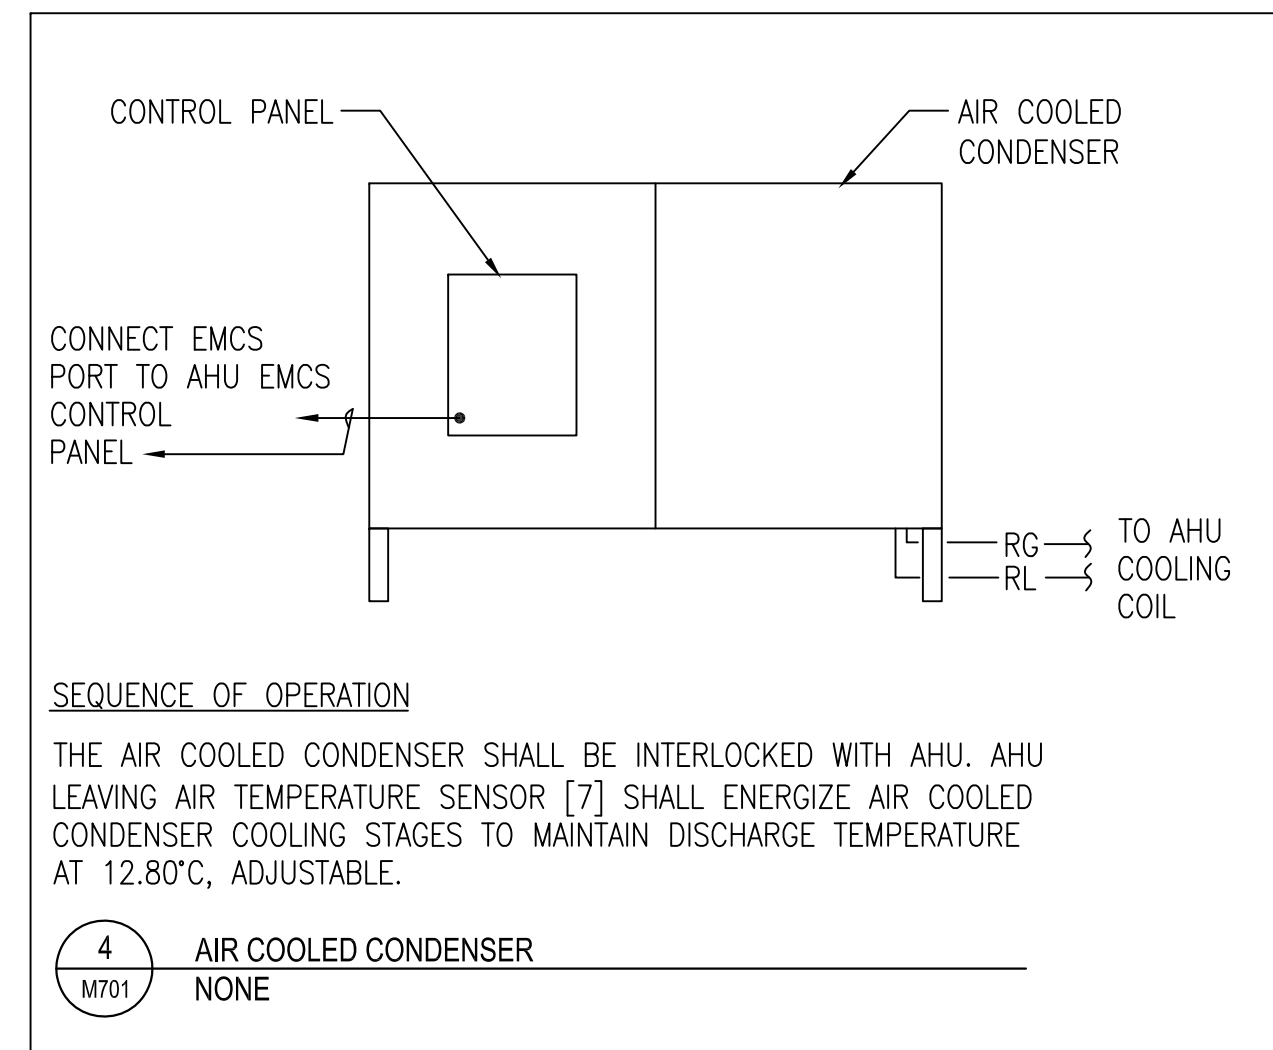 CONTROL PANEL
AIR COOLED
CONDENSER
CONNECT EMCS
PORT TO AHU EMCS
CONTROL
PANEL
RG
RL
TO AHU
COOLING
COIL
SEQUENCE OF OPERATION
THE AIR COOLED CONDENSER SHALL BE INTERLOCKED WITH AHU. AHU
LEAVING AIR TEMPERATURE SENSOR [7] SHALL ENERGIZE AIR COOLED
CONDENSER COOLING STAGES TO MAINTAIN DISCHARGE TEMPERATURE
AT 12.80°C, ADJUSTABLE.
4
M701
AIR COOLED CONDENSER
NONE